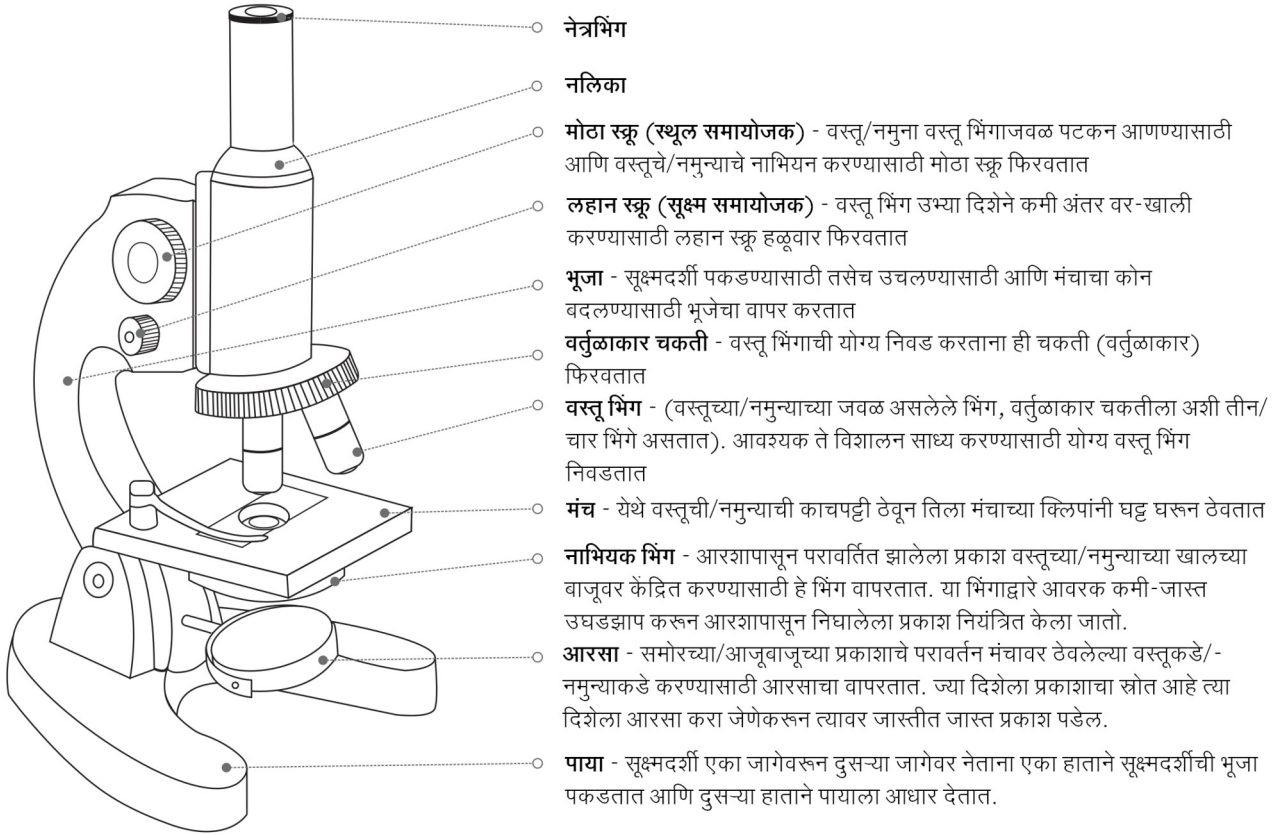 नेत्रभिंग
नलिका
मोठा स्क्रू (स्थूल समायोजक) - वस्तू/नमुना वस्तू भिंगाजवळ पटकन आणण्यासाठी
आणि वस्तूचे/नमुन्याचे नाभियन करण्यासाठी मोठा स्क्रू फिरवतात
लहान स्क्रू (सूक्ष्म समायोजक) - वस्तू भिंग उभ्या दिशेने कमी अंतर वर-खाली
करण्यासाठी लहान स्क्रू हळूवार फिरवतात
भूजा - सूक्ष्मदर्शी पकडण्यासाठी तसेच उचलण्यासाठी आणि मंचाचा कोन
बदलण्यासाठी भूजेचा वापर करतात
वर्तुळाकार चकती - वस्तू भिंगाची योग्य निवड करताना ही चकती (वर्तुळाकार)
फिरवतात
वस्तू भिंग - (वस्तूच्या/नमुन्याच्या जवळ असलेले भिंग, वर्तुळाकार चकतीला अशी तीन/
चार भिंगे असतात). आवश्यक ते विशालन साध्य करण्यासाठी योग्य वस्तू भिंग
निवडतात
मंच - येथे वस्तूची/नमुन्याची काचपट्टी ठेवून तिला मंचाच्या क्लिपांनी घट्ट घरून ठेवतात
नाभियक भिंग - आरशापासून परावर्तित झालेला प्रकाश वस्तूच्या/नमुन्याच्या खालच्या
बाजूवर केंद्रित करण्यासाठी हे भिंग वापरतात. या भिंगाद्वारे आवरक कमी-जास्त
उघडझाप करून आरशापासून निघालेला प्रकाश नियंत्रित केला जातो.
आरसा - समोरच्या/आजूबाजूच्या प्रकाशाचे परावर्तन मंचावर ठेवलेल्या वस्तूकडे/-
नमुन्याकडे करण्यासाठी आरसाचा वापरतात. ज्या दिशेला प्रकाशाचा स्रोत आहे त्या
दिशेला आरसा करा जेणेकरून त्यावर जास्तीत जास्त प्रकाश पडेल.
पाया - सूक्ष्मदर्शी एका जागेवरून दुसऱ्या जागेवर नेताना एका हाताने सूक्ष्मदर्शीची भूजा
पकडतात आणि दुसऱ्या हाताने पायाला आधार देतात.